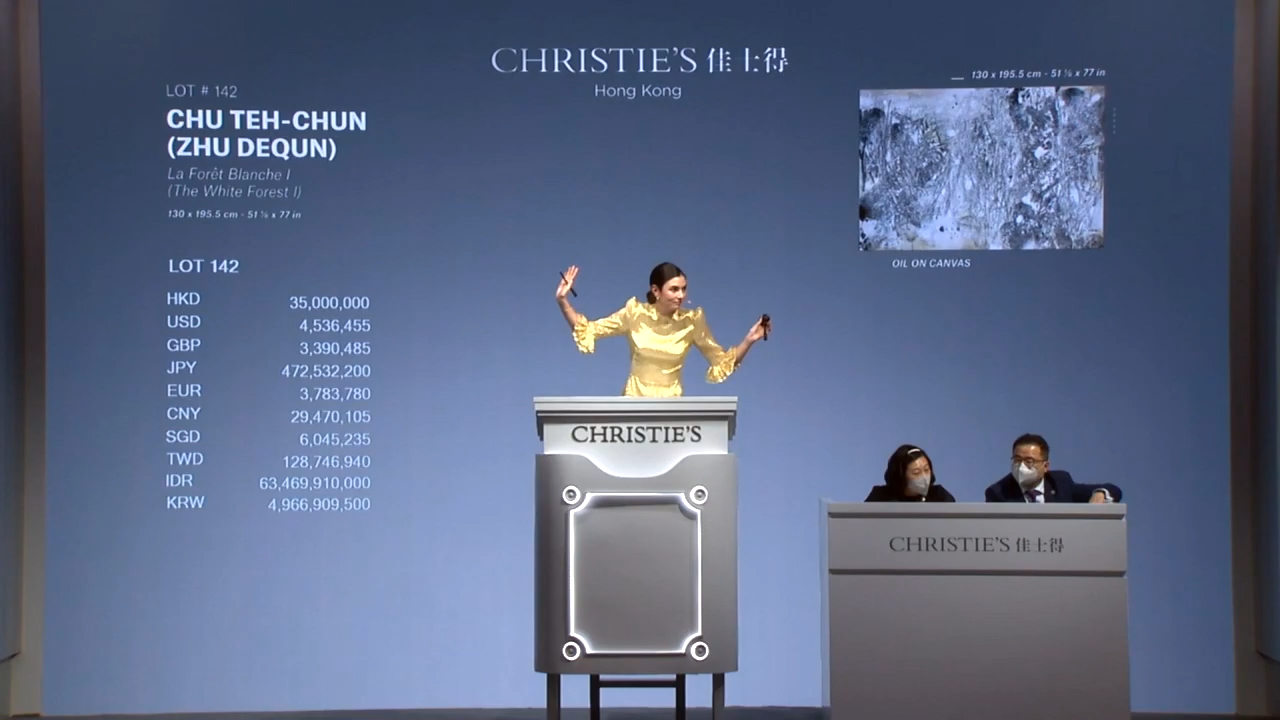 CHRISTIE'S 佳士得
Hong Kong
LOT # 142
CHU TEH-CHUN
(ZHU DEQUN)
La Forêt Blanche I
(The White Forest I)
130 x 195.5 cm - 51 ⅛ x 77 in
LOT 142
HKD 35,000,000
USD 4,536,455
GBP 3,390,485
JPY 472,532,200
EUR 3,783,780
CNY 29,470,105
SGD 6,045,235
TWD 128,746,940
IDR 63,469,910,000
KRW 4,966,909,500
130 x 195.5 cm - 51 ⅛ x 77 in
OIL ON CANVAS
CHRISTIE'S
CHRISTIE'S 佳士得